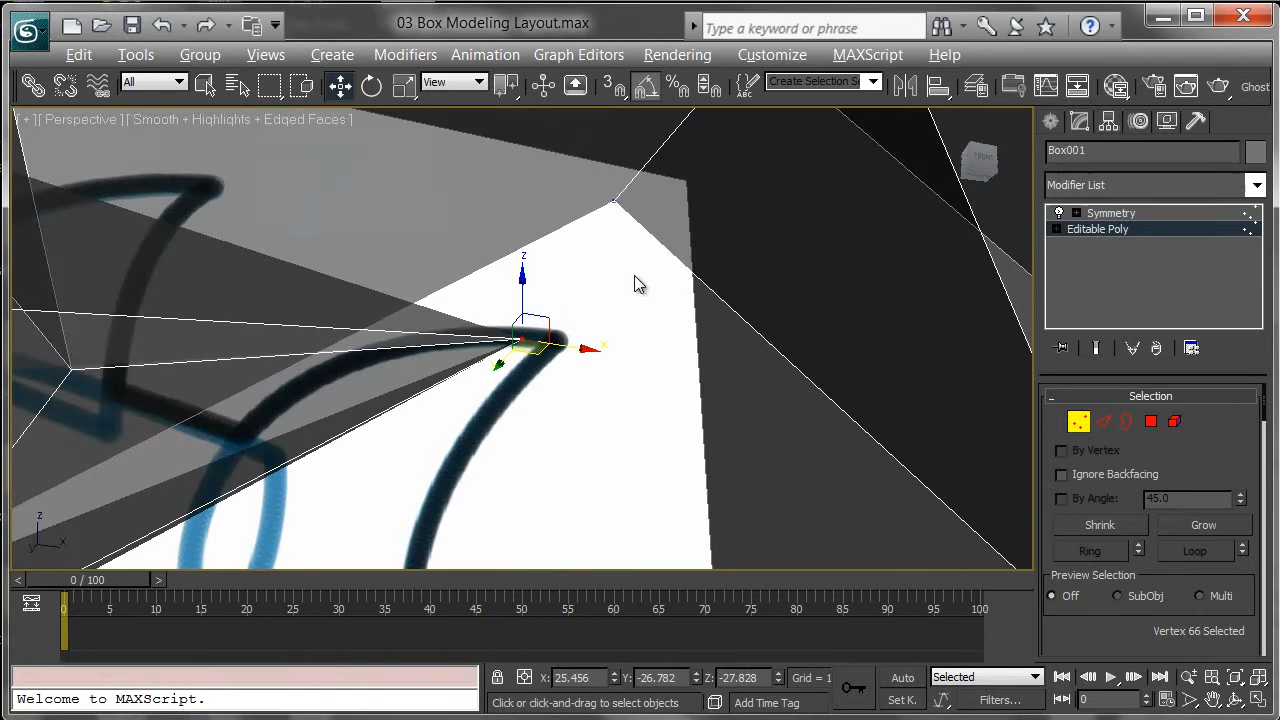 03 Box Modeling Layout.max
Type a keyword or phrase
Edit Tools Group Views Create Modifiers Animation Graph Editors Rendering Customize MAXScript Help
All View 3 ABC Create Selection Se Ghost
[ + ][ Perspective ][ Smooth + Highlights + Edged Faces ]
FRONT
Box001
Modifier List
Symmetry
Editable Poly
z
x
Selection
By Vertex
Ignore Backfacing
By Angle: 45.0
Shrink Grow
Ring Loop
Preview Selection
Off SubObj Multi
Vertex 66 Selected
z
y x
< 0 / 100 >
0 5 10 15 20 25 30 35 40 45 50 55 60 65 70 75 80 85 90 95 100
X: 25.456 Y: -26.782 Z: -27.828 Grid = 1 Auto Selected
Welcome to MAXScript. Click or click-and-drag to select objects Add Time Tag Set K. Filters... 0